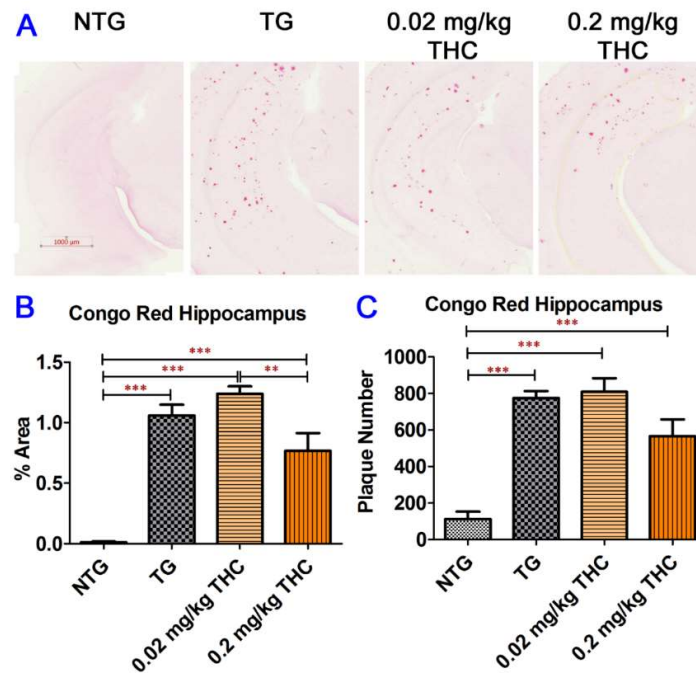 A
NTG
TG
0.02 mg/kg
THC
0.2 mg/kg
THC
1000 µm
B
Congo Red Hippocampus
***
***
**
***
% Area
1.5
1.0
0.5
0.0
NTG
TG
0.02 mg/kg THC
0.2 mg/kg THC
C
Congo Red Hippocampus
***
***
***
Plaque Number
1000
800
600
400
200
0
NTG
TG
0.02 mg/kg THC
0.2 mg/kg THC